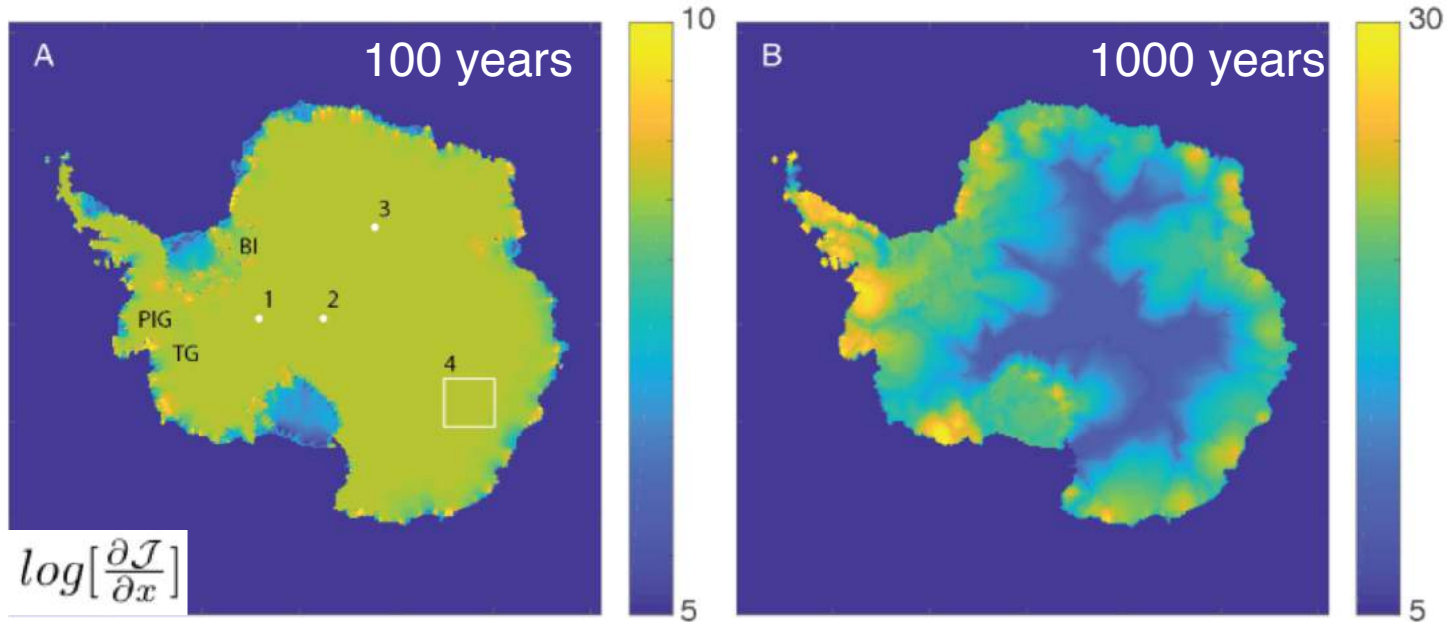 A
100 years
10
B
1000 years
30
3
BI
1
2
PIG
TG
4
log[∂𝒥/∂x]
5
5